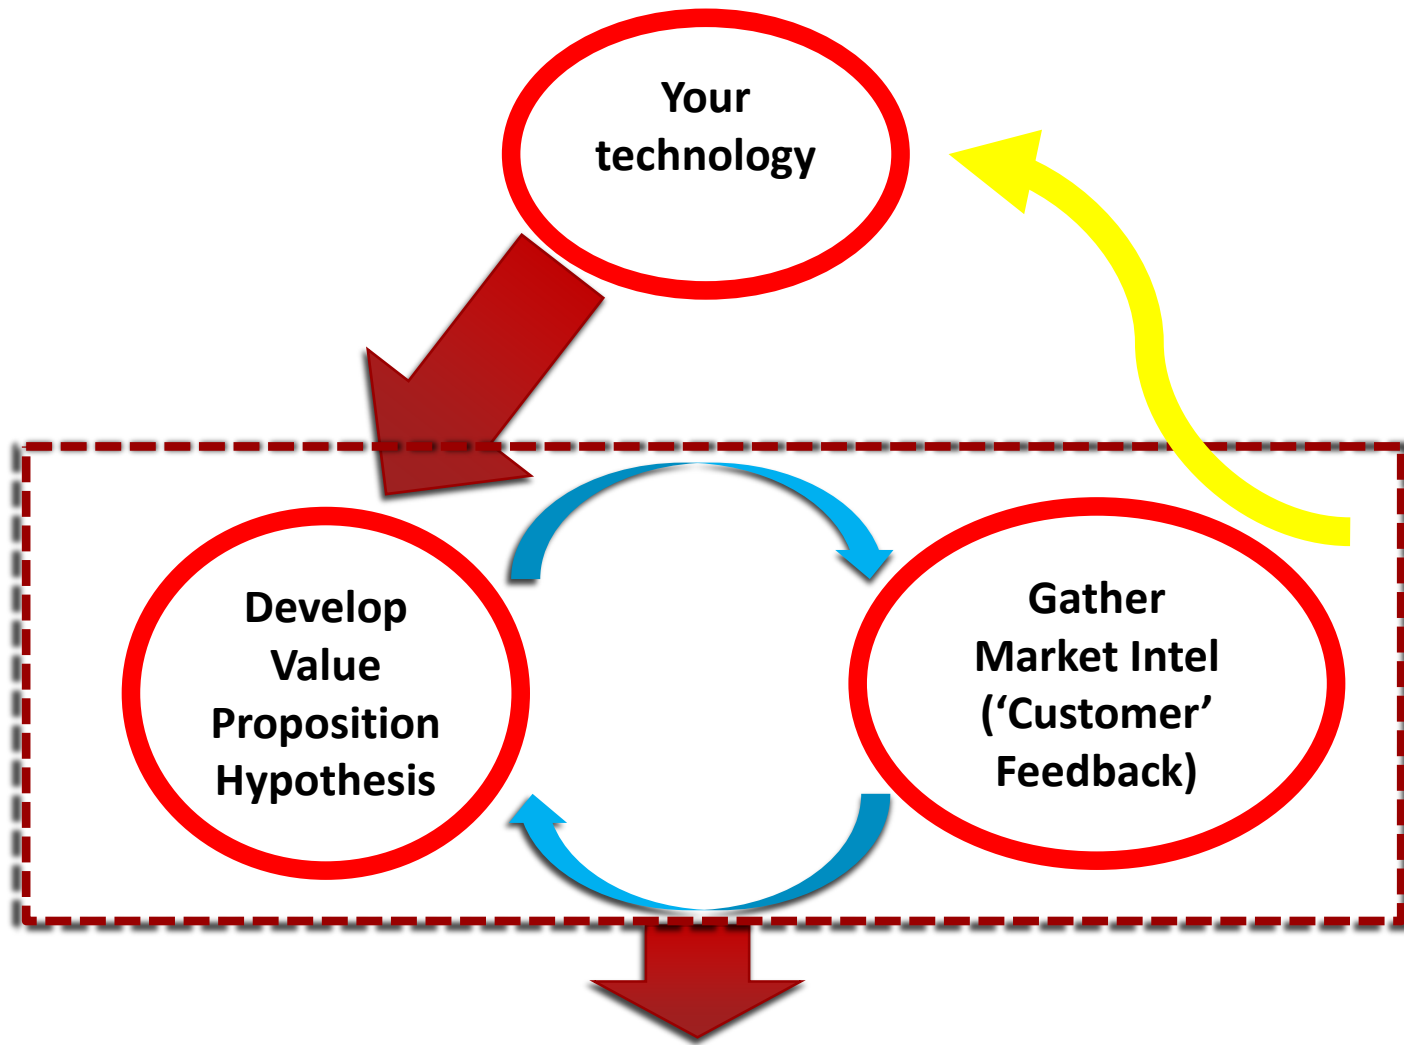 Your
technology
Develop
Value
Proposition
Hypothesis
Gather
Market Intel
(‘Customer’
Feedback)